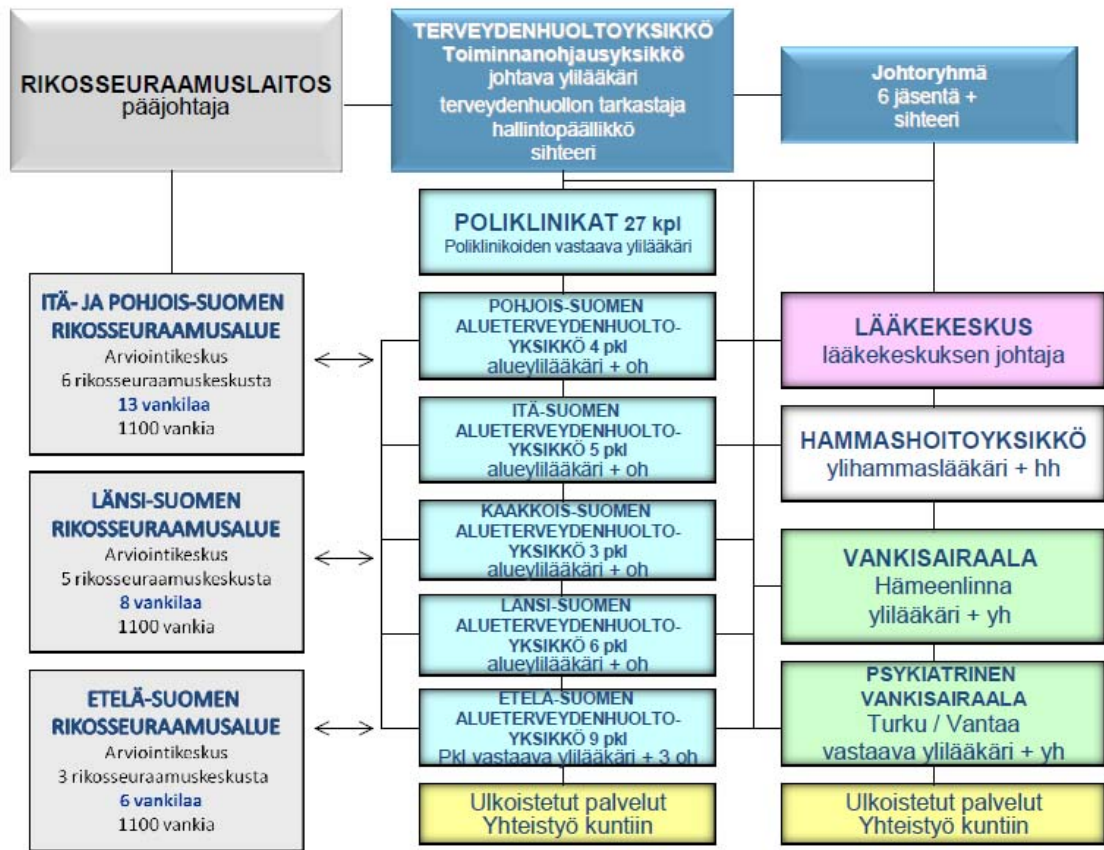 RIKOSSEURAAMUSLAITOS
pääjohtaja
TERVEYDENHUOLTOYKSIKKÖ
Toiminnanohjausyksikkö
johtava ylilääkäri
terveydenhuollon tarkastaja
hallintopäällikkö
sihteeri
Johtoryhmä
6 jäsentä +
sihteeri
ITÄ- JA POHJOIS-SUOMEN
RIKOSSEURAAMUSALUE
Arviointikeskus
6 rikosseuraamuskeskusta
13 vankilaa
1100 vankia
LÄNSI-SUOMEN
RIKOSSEURAAMUSALUE
Arviointikeskus
5 rikosseuraamuskeskusta
8 vankilaa
1100 vankia
ETELÄ-SUOMEN
RIKOSSEURAAMUSALUE
Arviointikeskus
3 rikosseuraamuskeskusta
6 vankilaa
1100 vankia
POLIKLINIKAT 27 kpl
Poliklinikoiden vastaava ylilääkäri
POHJOIS-SUOMEN
ALUETERVEYDENHUOLTO-
YKSIKKÖ 4 pkl
alueylilääkäri + oh
ITÄ-SUOMEN
ALUETERVEYDENHUOLTO-
YKSIKKÖ 5 pkl
alueylilääkäri + oh
KAAKKOIS-SUOMEN
ALUETERVEYDENHUOLTO-
YKSIKKÖ 3 pkl
alueylilääkäri + oh
LÄNSI-SUOMEN
ALUETERVEYDENHUOLTO-
YKSIKKÖ 6 pkl
alueylilääkäri + oh
ETELÄ-SUOMEN
ALUETERVEYDENHUOLTO-
YKSIKKÖ 9 pkl
Pkl vastaava ylilääkäri + 3 oh
Ulkoistetut palvelut
Yhteistyö kuntiin
LÄÄKEKESKUS
lääkekeskuksen johtaja
HAMMASHOITOYKSIKKÖ
ylihammaslääkäri + hh
VANKISAIRAALA
Hämeenlinna
ylilääkäri + yh
PSYKIATRINEN
VANKISAIRAALA
Turku / Vantaa
vastaava ylilääkäri + yh
Ulkoistetut palvelut
Yhteistyö kuntiin